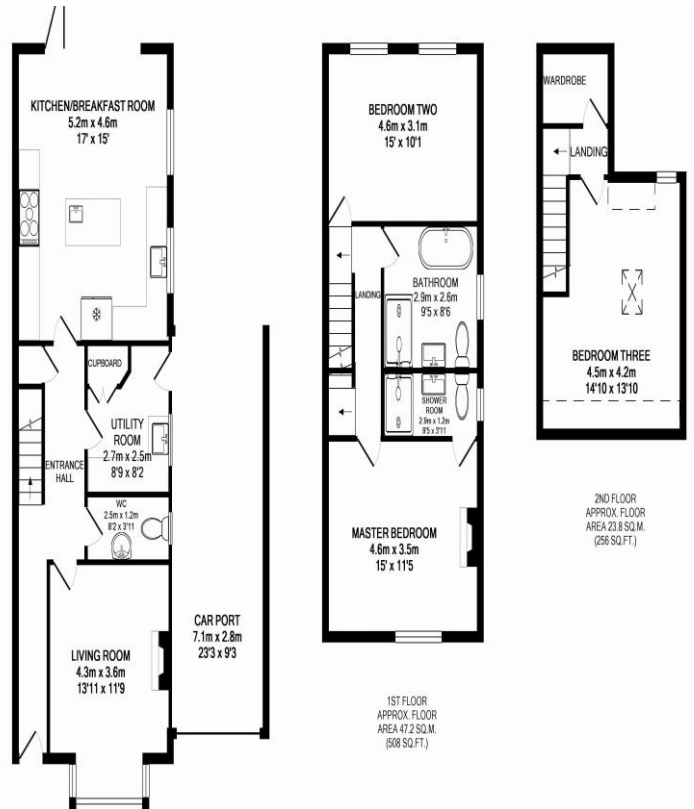 KITCHEN/BREAKFAST ROOM
5.2m x 4.6m
17' x 15'
CUPBOARD
UTILITY
ROOM
2.7m x 2.5m
8'9 x 8'2
ENTRANCE
HALL
WC
2.5m x 1.2m
8'2 x 3'11
LIVING ROOM
4.3m x 3.6m
13'11 x 11'9
CAR PORT
7.1m x 2.8m
23'3 x 9'3
BEDROOM TWO
4.6m x 3.1m
15' x 10'1
BATHROOM
2.9m x 2.6m
9'5 x 8'6
LANDING
SHOWER
ROOM
2.9m x 1.2m
9'5 x 3'11
MASTER BEDROOM
4.6m x 3.5m
15' x 11'5
1ST FLOOR
APPROX. FLOOR
AREA 47.2 SQ.M.
(508 SQ.FT.)
WARDROBE
LANDING
BEDROOM THREE
4.5m x 4.2m
14'10 x 13'10
2ND FLOOR
APPROX. FLOOR
AREA 23.8 SQ.M.
(256 SQ.FT.)